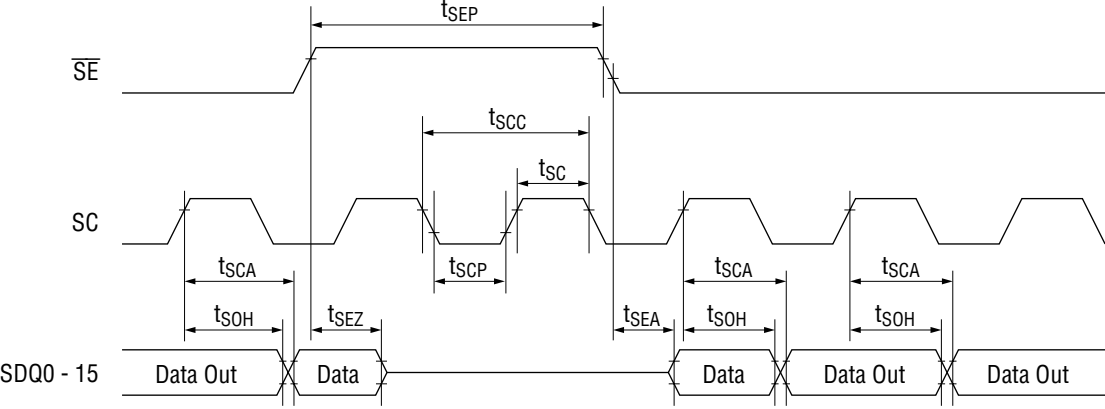 tSEP
SE
tSCC
tSC
SC
tSCP
tSCA tSCA tSCA
tSOH tSEZ tSEA tSOH tSOH
SDQ0 - 15 Data Out Data Data Data Out Data Out